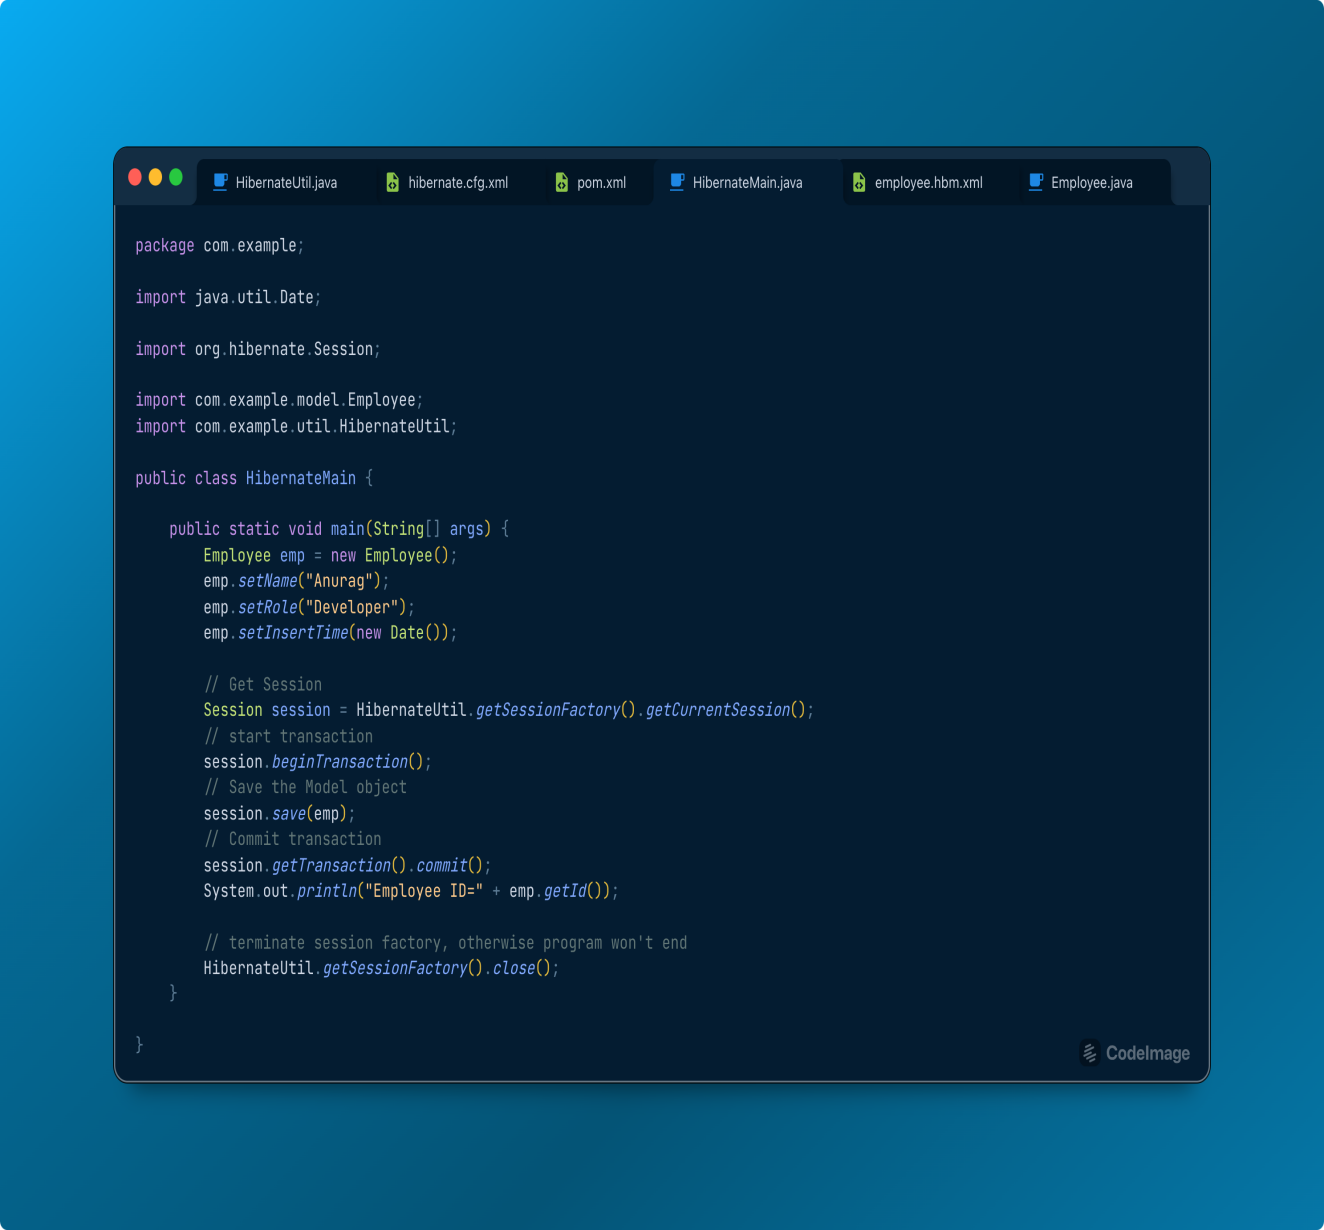 HibernateUtil.java hibernate.cfg.xml pom.xml HibernateMain.java employee.hbm.xml Employee.java
package com.example;
import java.util.Date;
import org.hibernate.Session;
import com.example.model.Employee;
import com.example.util.HibernateUtil;
public class HibernateMain {
    public static void main(String[] args) {
        Employee emp = new Employee();
        emp.setName("Anurag");
        emp.setRole("Developer");
        emp.setInsertTime(new Date());
        // Get Session
        Session session = HibernateUtil.getSessionFactory().getCurrentSession();
        // start transaction
        session.beginTransaction();
        // Save the Model object
        session.save(emp);
        // Commit transaction
        session.getTransaction().commit();
        System.out.println("Employee ID=" + emp.getId());
        // terminate session factory, otherwise program won't end
        HibernateUtil.getSessionFactory().close();
    }
}
CodeImage